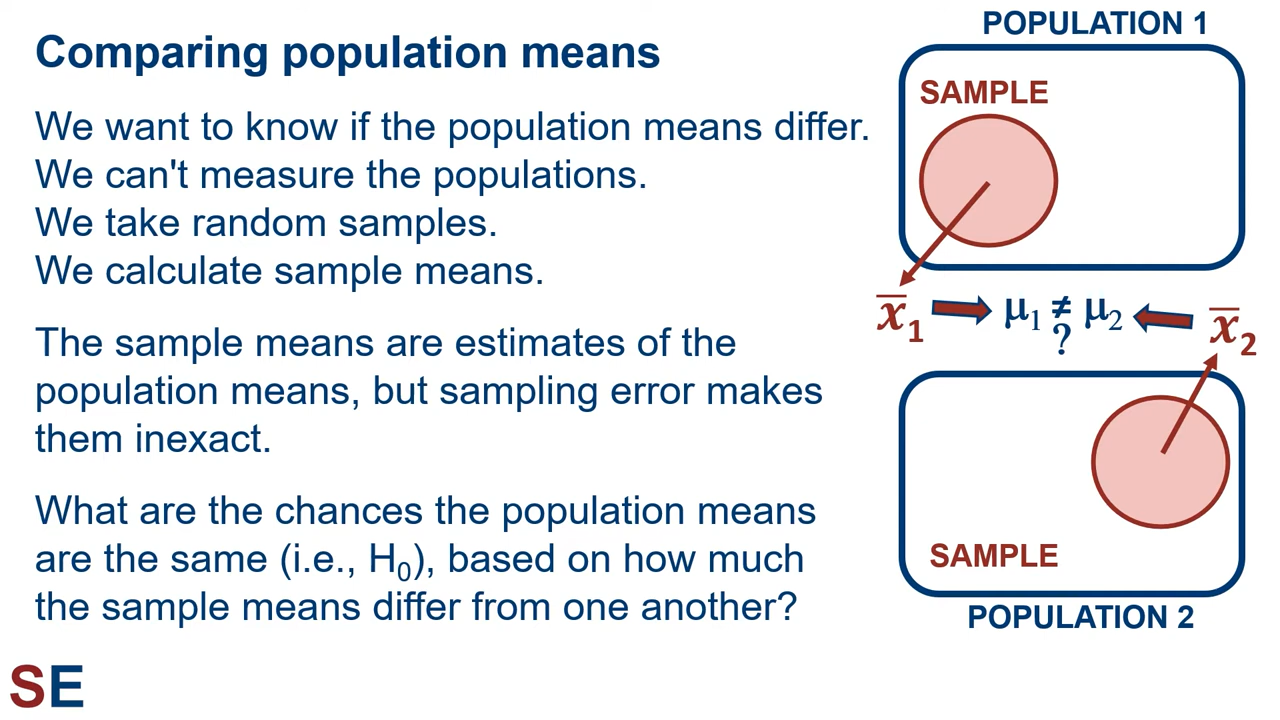 Comparing population means
We want to know if the population means differ.
We can't measure the populations.
We take random samples.
We calculate sample means.
The sample means are estimates of the
population means, but sampling error makes
them inexact.
What are the chances the population means
are the same (i.e., H₀), based on how much
the sample means differ from one another?
SE
POPULATION 1
SAMPLE
x̅₁ μ₁ ≠ μ₂ x̅₂
?
SAMPLE
POPULATION 2